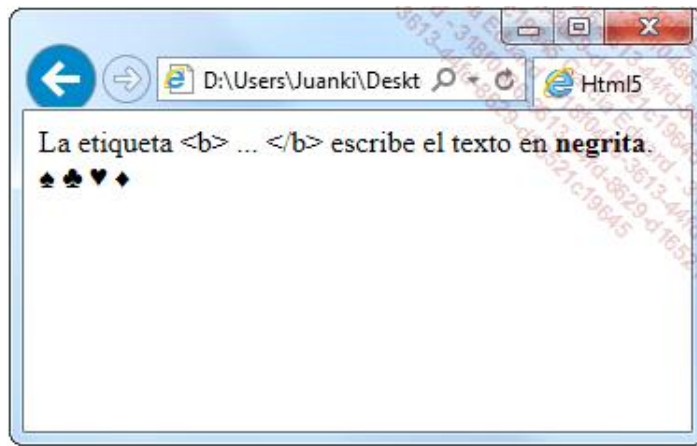 D:\Users\Juanki\Deskt
Html5
La etiqueta <b> ... </b> escribe el texto en negrita.
♠ ♣ ♥ ♦